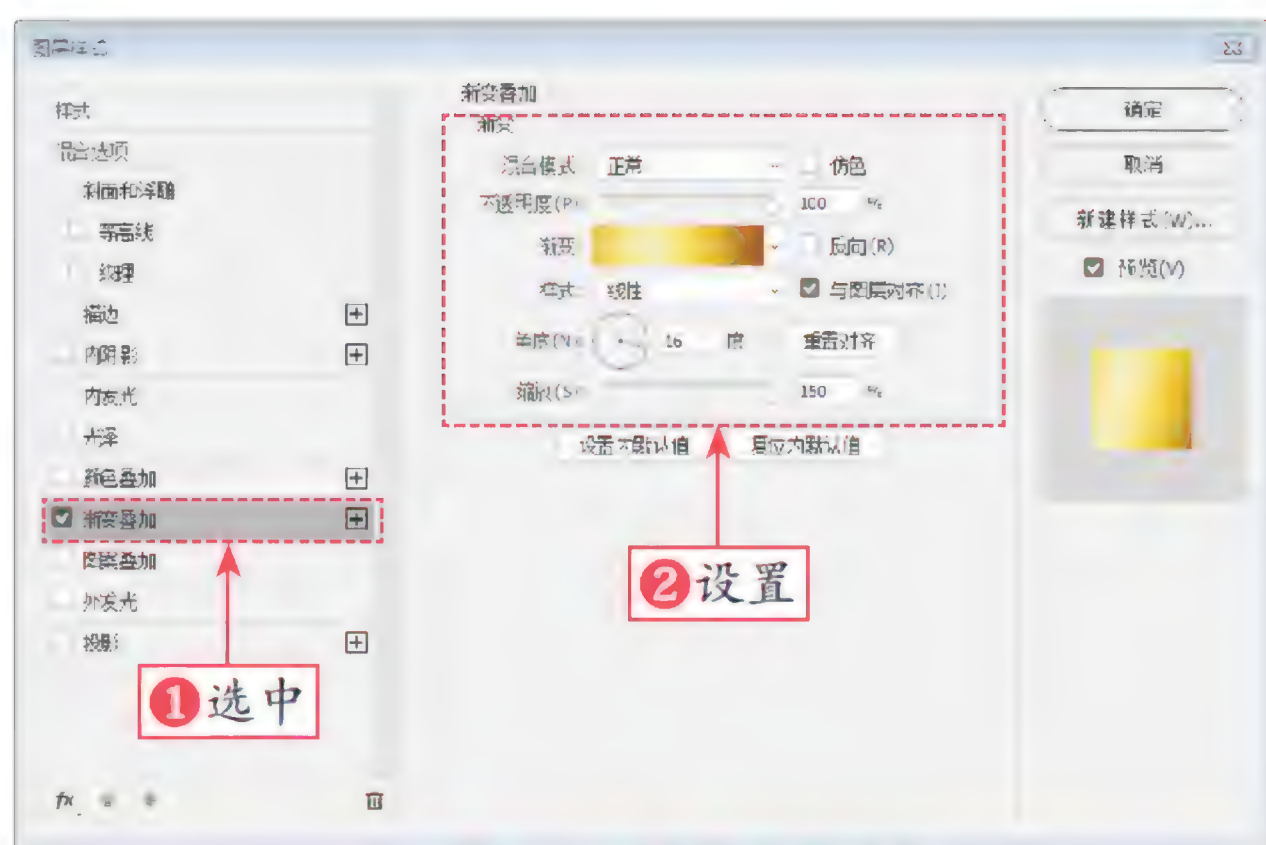 图层样式
样式
混合选项
斜面和浮雕
等高线
纹理
描边
内阴影
内发光
光泽
颜色叠加
渐变叠加
图案叠加
外发光
投影
fx
❶选中
渐变叠加
渐变
混合模式 正常 仿色
不透明度(P): 100 %
渐变: 反向(R)
样式: 线性 与图层对齐(I)
角度(N): 16 度 重置对齐
缩放(S): 150 %
设置为默认值 复位为默认值
❷设置
确定
取消
新建样式(W)...
预览(V)